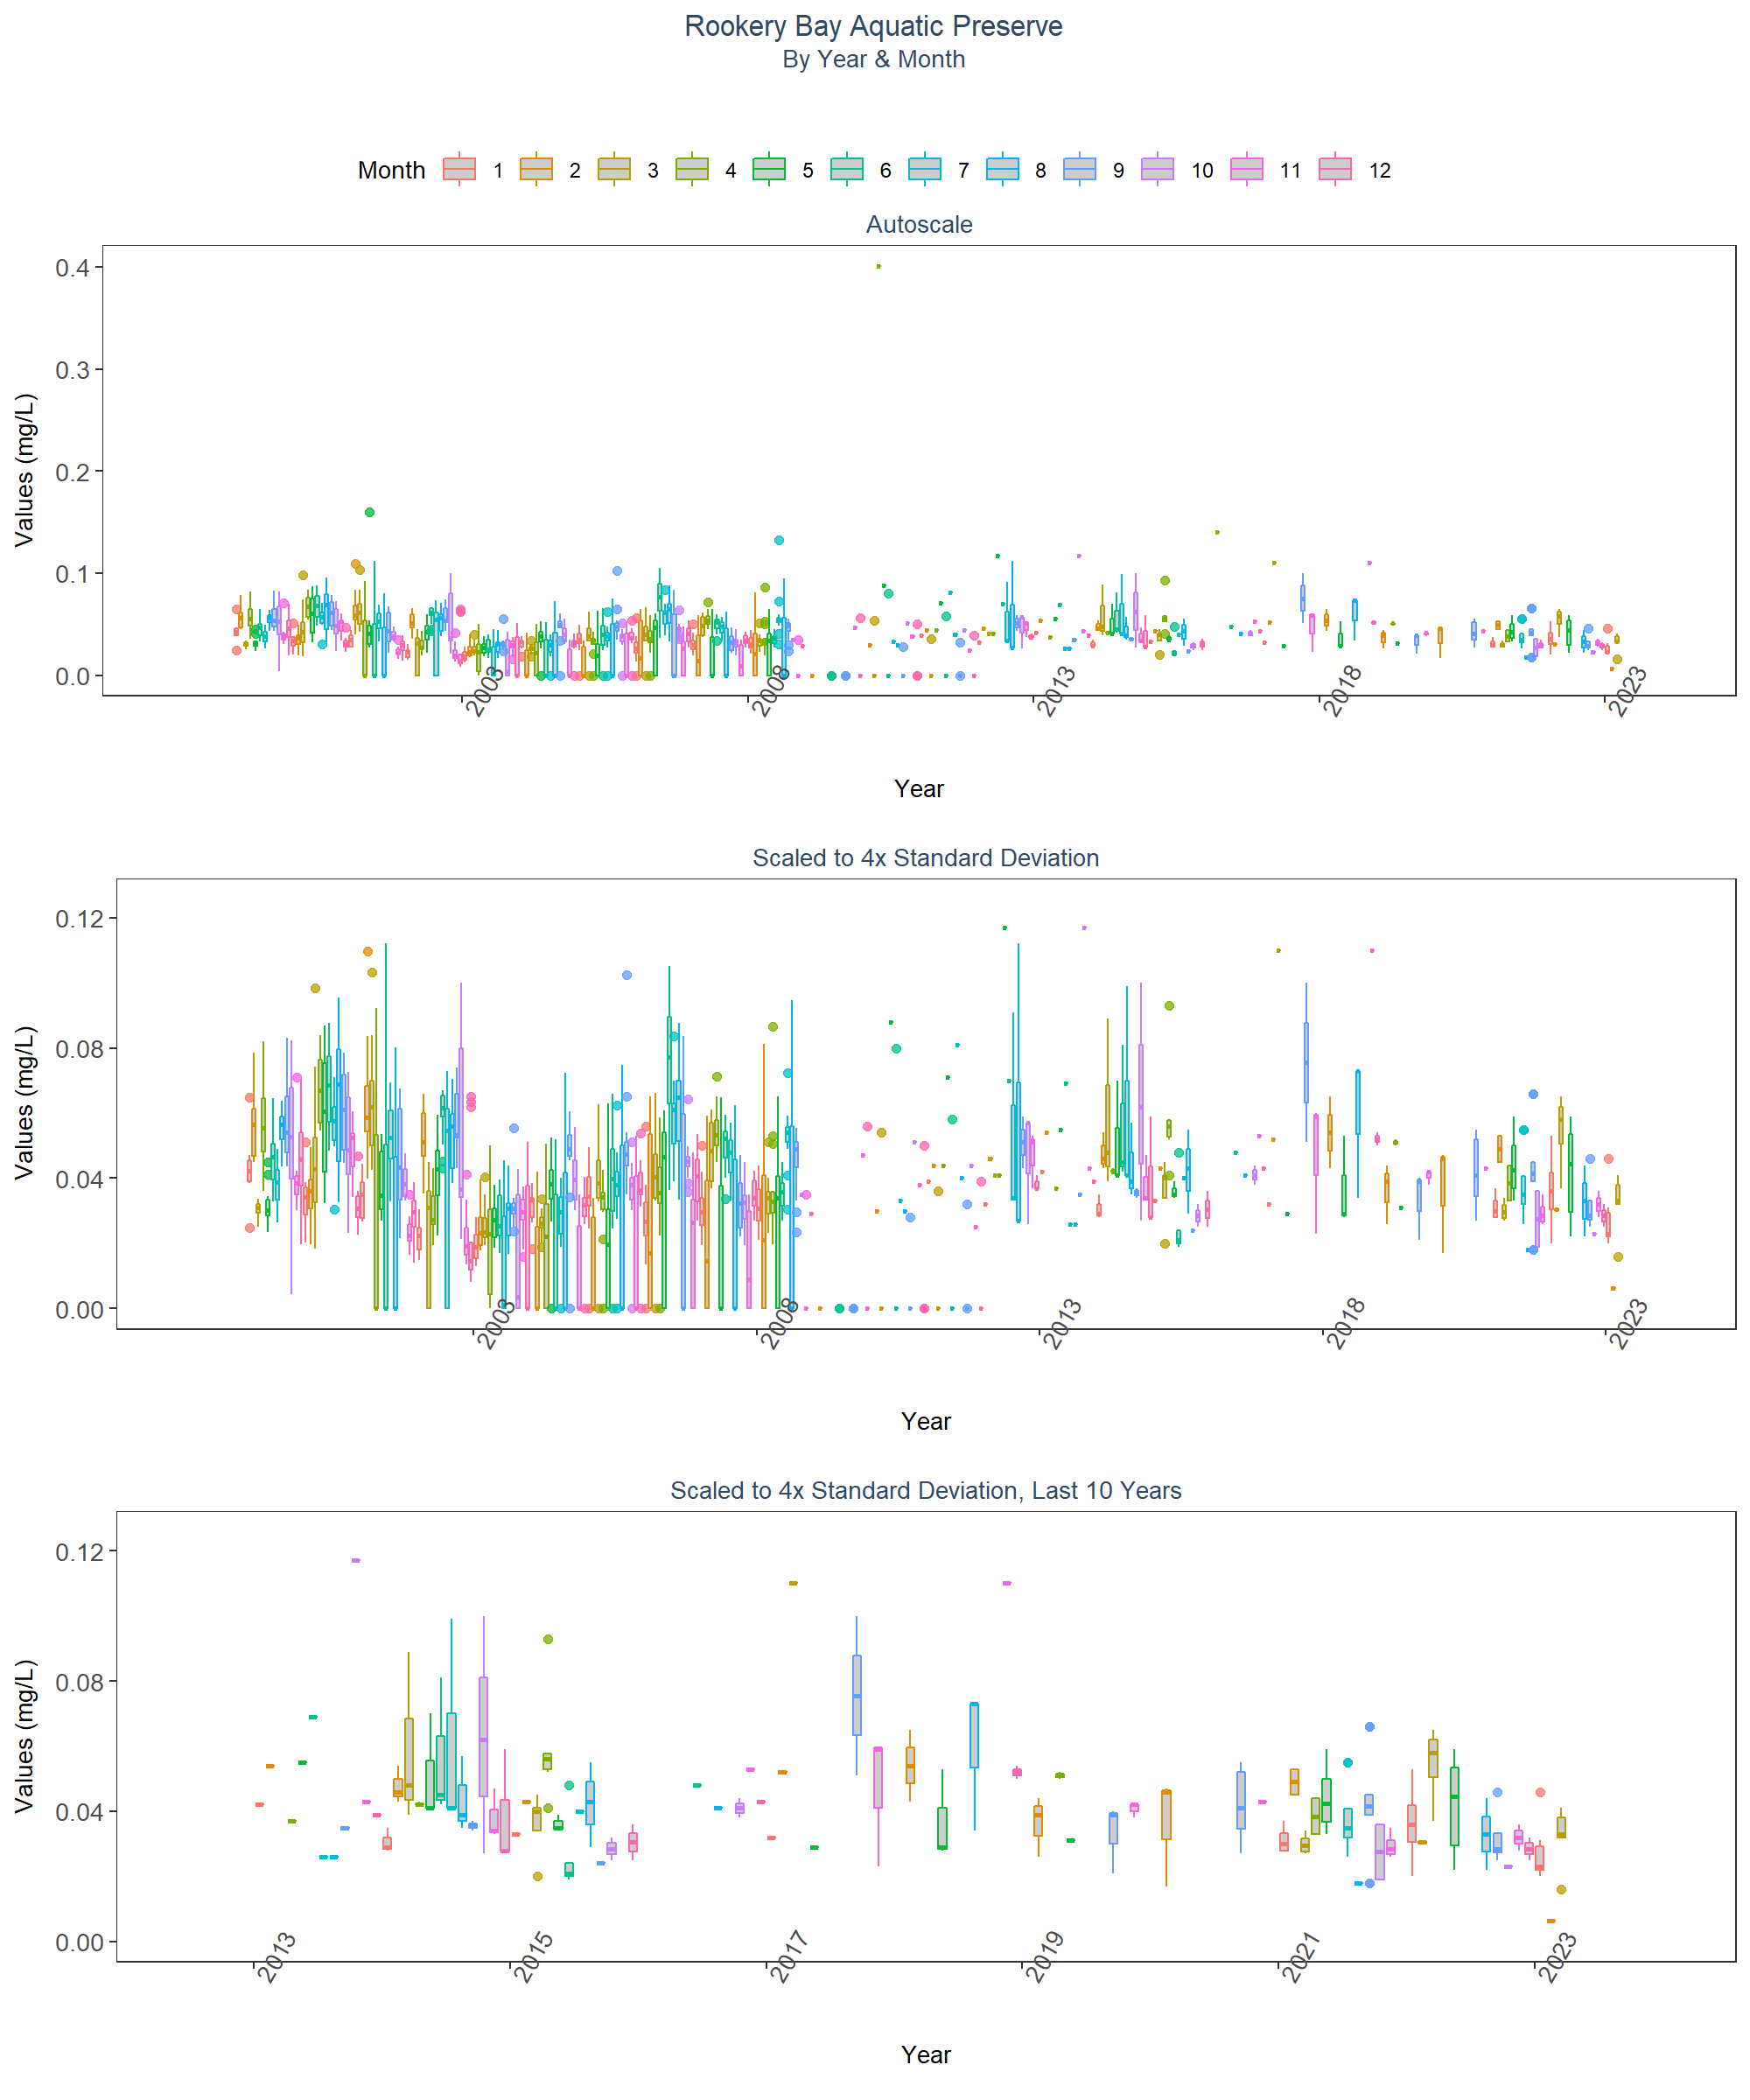 Rookery Bay Aquatic Preserve
By Year & Month
Month 1 2 3 4 5 6 7 8 9 10 11 12
Autoscale
Values (mg/L)
0.4
0.3
0.2
0.1
0.0
2003 2008 2013 2018 2023
Year
Scaled to 4x Standard Deviation
Values (mg/L)
0.12
0.08
0.04
0.00
2003 2008 2013 2018 2023
Year
Scaled to 4x Standard Deviation, Last 10 Years
Values (mg/L)
0.12
0.08
0.04
0.00
2013 2015 2017 2019 2021 2023
Year